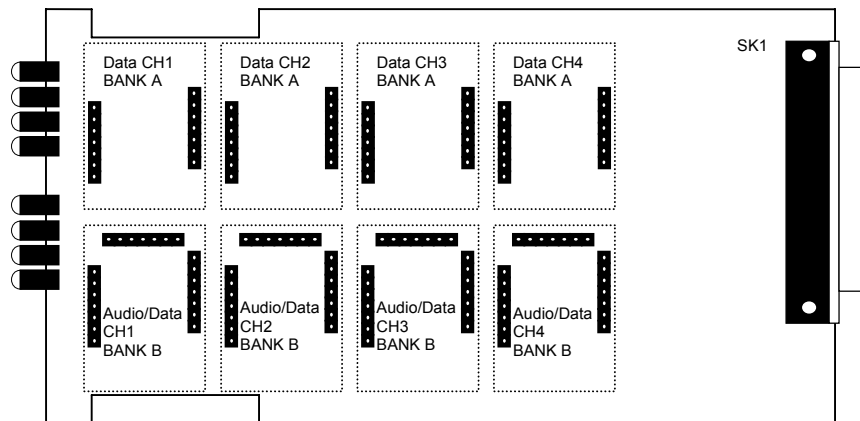 SK1
Data CH1
BANK A
Data CH2
BANK A
Data CH3
BANK A
Data CH4
BANK A
Audio/Data
CH1
BANK B
Audio/Data
CH2
BANK B
Audio/Data
CH3
BANK B
Audio/Data
CH4
BANK B